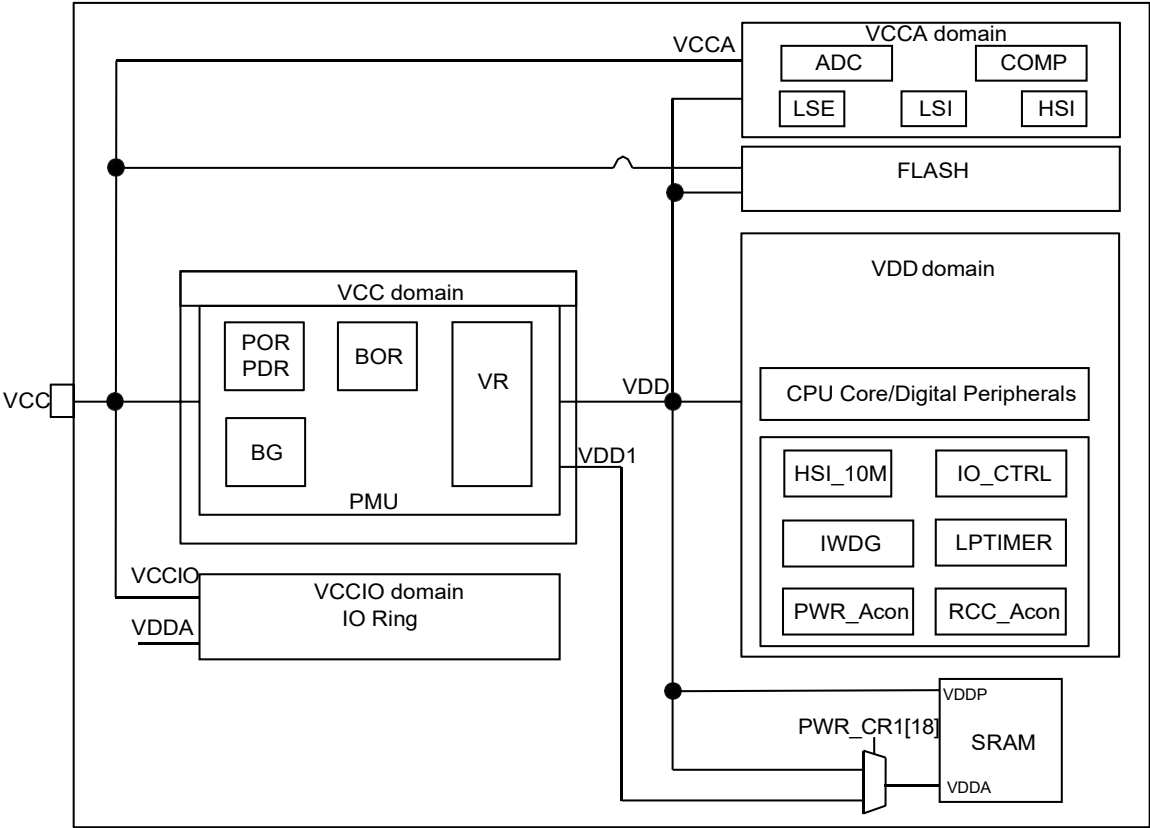 VCCA domain
VCCA
ADC
COMP
LSE
LSI
HSI
FLASH
VDD domain
VCC domain
POR
PDR
BOR
VR
BG
PMU
VCC
VDD
VDD1
CPU Core/Digital Peripherals
HSI_10M
IO_CTRL
IWDG
LPTIMER
PWR_Acon
RCC_Acon
VCCIO
VCCIO domain
IO Ring
VDDA
VDDP
PWR_CR1[18]
SRAM
VDDA